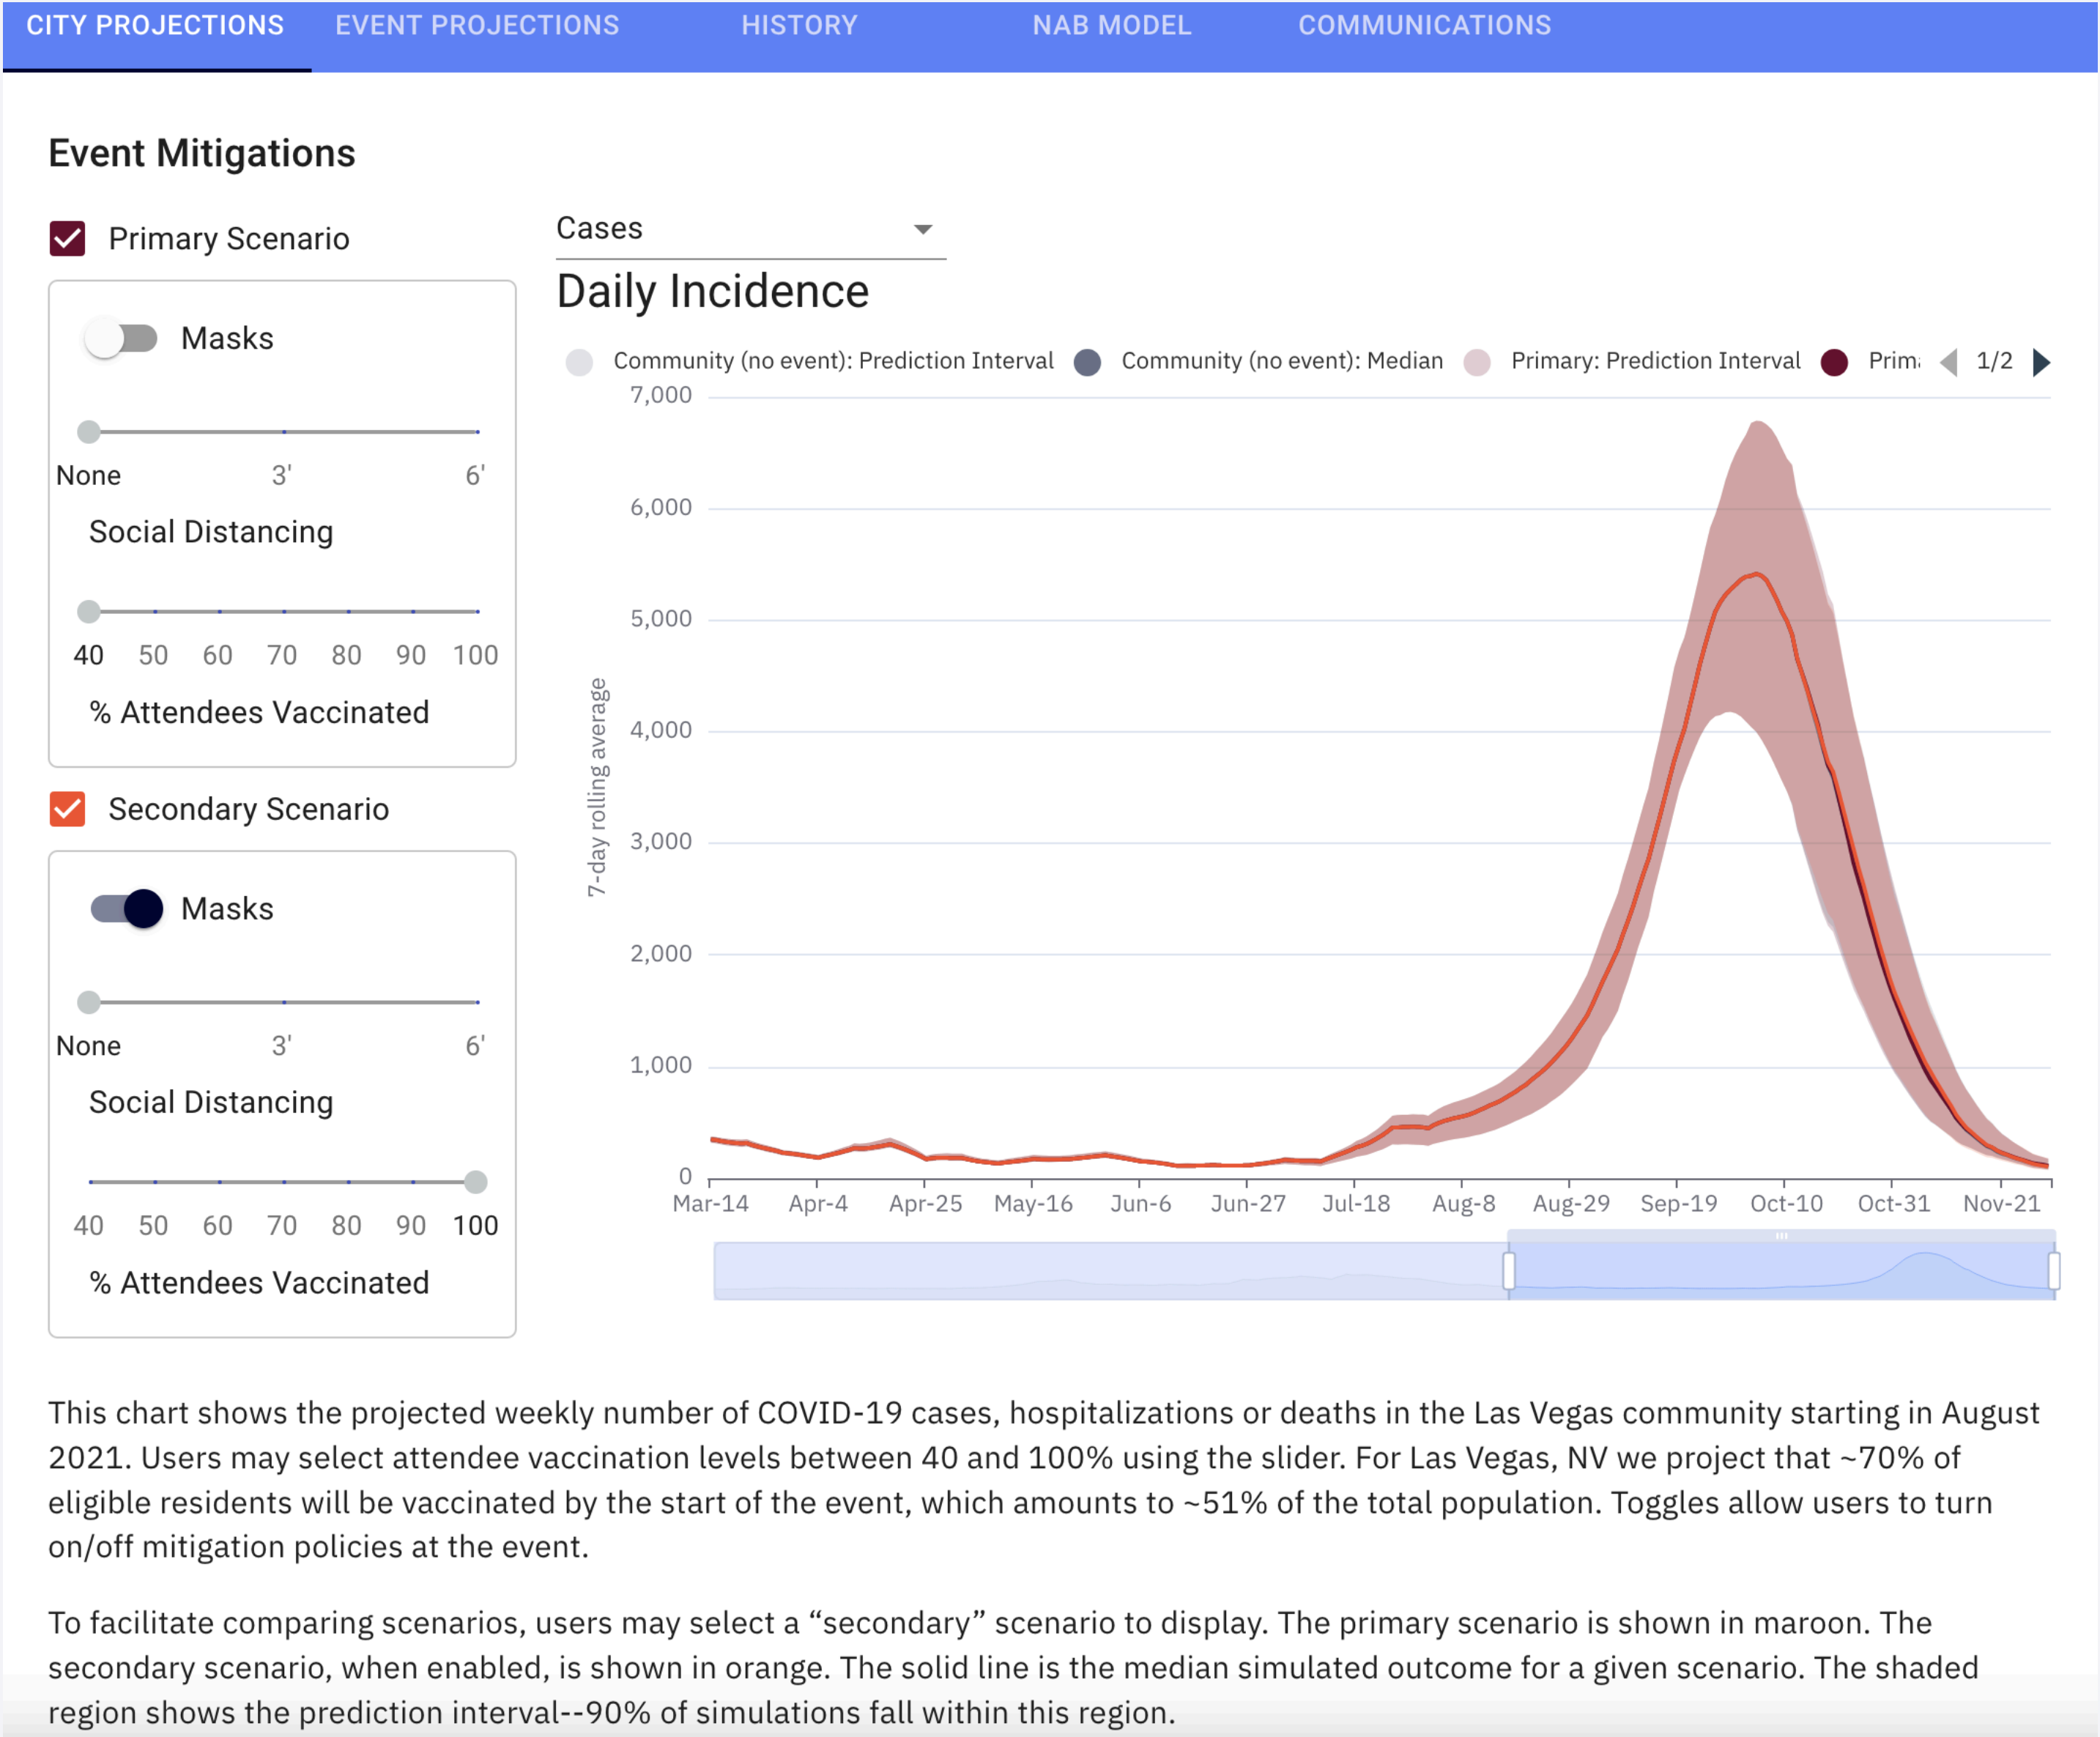 CITY PROJECTIONS
EVENT PROJECTIONS
HISTORY
NAB MODEL
COMMUNICATIONS
Event Mitigations
Primary Scenario
Masks
None 3' 6'
Social Distancing
40 50 60 70 80 90 100
% Attendees Vaccinated
Secondary Scenario
Masks
None 3' 6'
Social Distancing
40 50 60 70 80 90 100
% Attendees Vaccinated
Cases
Daily Incidence
Community (no event): Prediction Interval
Community (no event): Median
Primary: Prediction Interval
1/2
7-day rolling average
7,000
6,000
5,000
4,000
3,000
2,000
1,000
0
Mar-14 Apr-4 Apr-25 May-16 Jun-6 Jun-27 Jul-18 Aug-8 Aug-29 Sep-19 Oct-10 Oct-31 Nov-21
This chart shows the projected weekly number of COVID-19 cases, hospitalizations or deaths in the Las Vegas community starting in August
2021. Users may select attendee vaccination levels between 40 and 100% using the slider. For Las Vegas, NV we project that ~70% of
eligible residents will be vaccinated by the start of the event, which amounts to ~51% of the total population. Toggles allow users to turn
on/off mitigation policies at the event.
To facilitate comparing scenarios, users may select a “secondary” scenario to display. The primary scenario is shown in maroon. The
secondary scenario, when enabled, is shown in orange. The solid line is the median simulated outcome for a given scenario. The shaded
region shows the prediction interval--90% of simulations fall within this region.